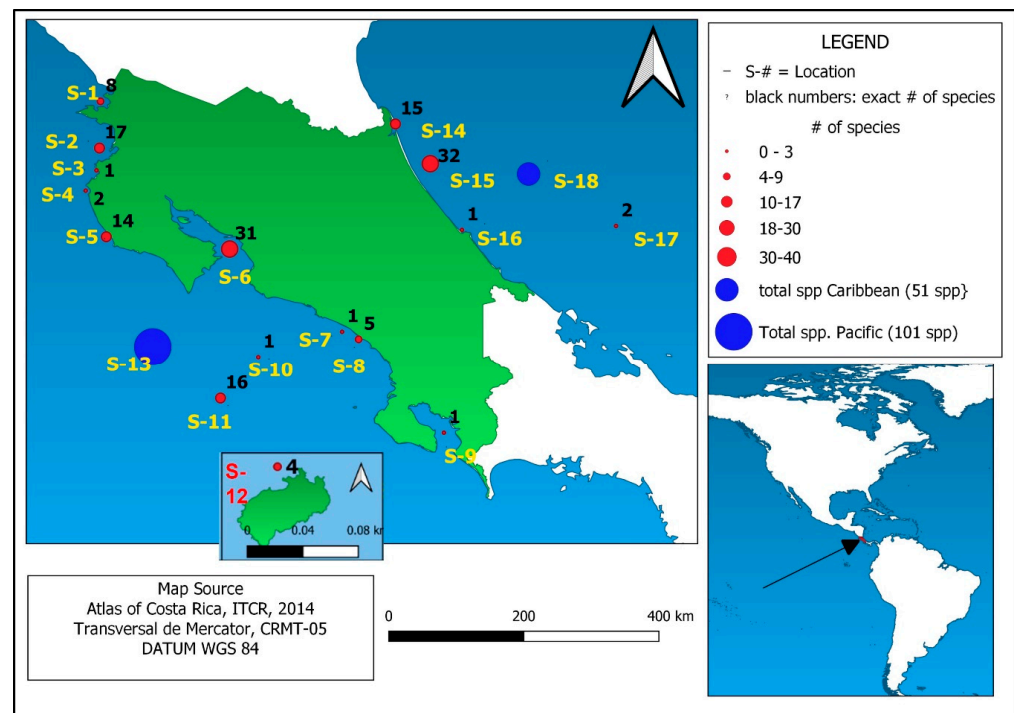 8
S-1
17
S-2
S-3
1
S-4
2
14
S-5
31
S-6
15
S-14
32
S-15
S-18
1
S-16
2
S-17
S-13
1
S-10
16
S-11
1
5
S-7
S-8
1
S-9
S-
12
4
0
0.04
0.08 km
LEGEND
S-# = Location
? black numbers: exact # of species
# of species
0 - 3
4-9
10-17
18-30
30-40
total spp Caribbean (51 spp}
Total spp. Pacific (101 spp)
Map Source
Atlas of Costa Rica, ITCR, 2014
Transversal de Mercator, CRMT-05
DATUM WGS 84
0
200
400 km